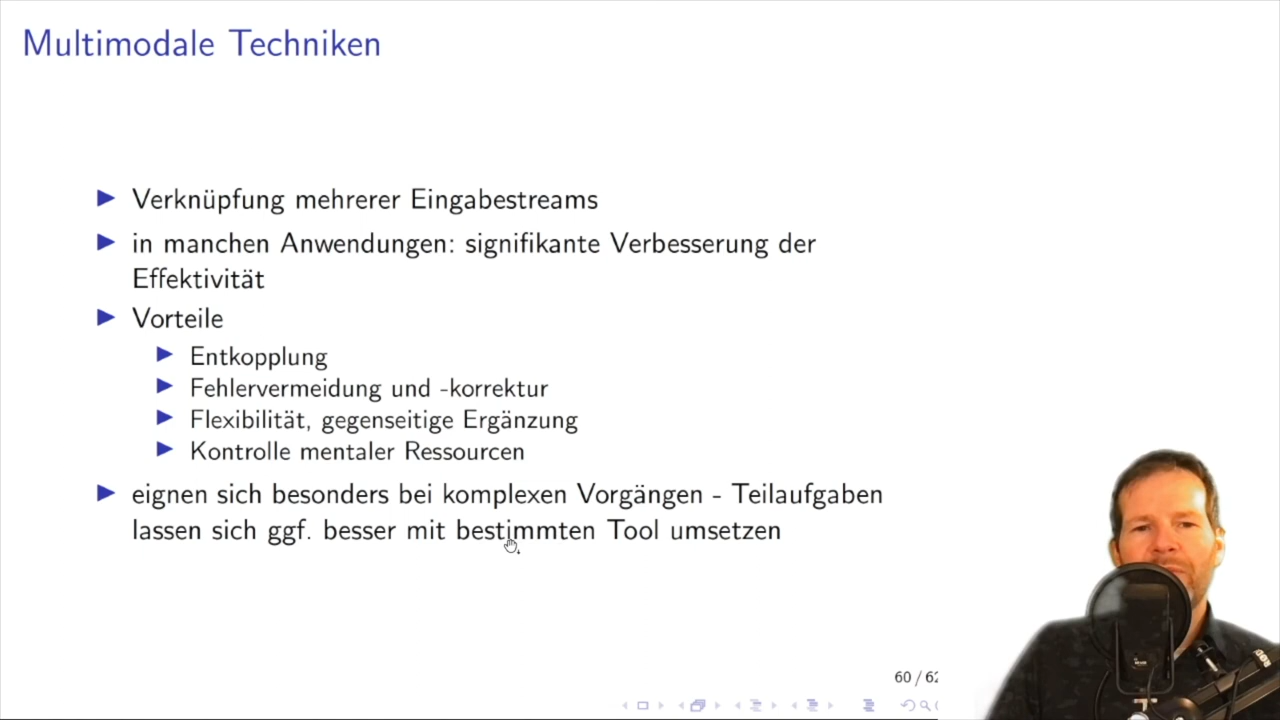 Multimodale Techniken
Verknüpfung mehrerer Eingabestreams
in manchen Anwendungen: signifikante Verbesserung der
Effektivität
Vorteile
Entkopplung
Fehlervermeidung und -korrektur
Flexibilität, gegenseitige Ergänzung
Kontrolle mentaler Ressourcen
eignen sich besonders bei komplexen Vorgängen - Teilaufgaben
lassen sich ggf. besser mit bestimmten Tool umsetzen
60 / 62